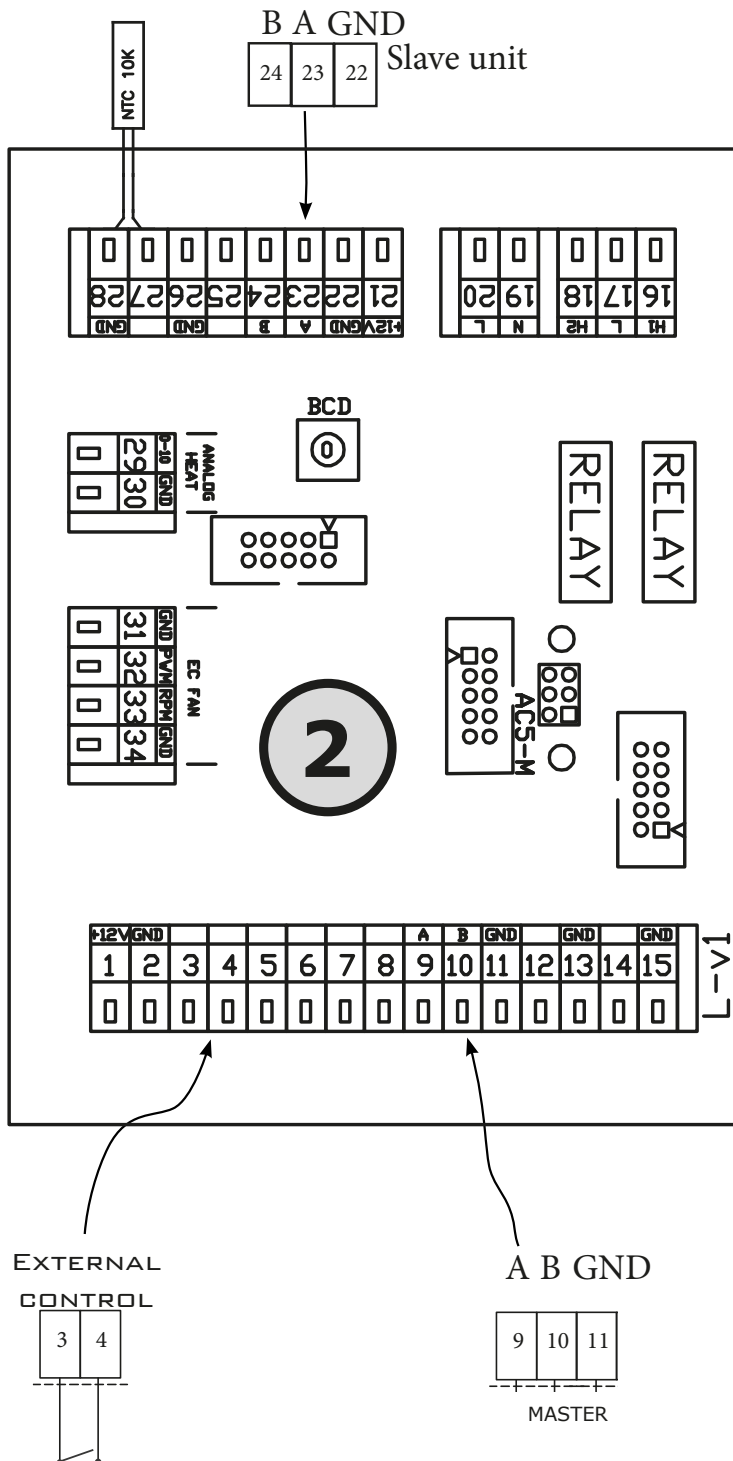 B A GND
24 23 22 Slave unit
NTC 10K
28 27 26 25 24 23 22 21
GND GND B A GND +12V
20 19 18 17 16
L N H2 L H1
BCD
29 30
0-10 GND
ANALOG
HEAT
RELAY
RELAY
31 32 33 34
GND PVM RPM GND
EC FAN
2
AC5-M
+12V GND A B GND GND GND
1 2 3 4 5 6 7 8 9 10 11 12 13 14 15
L-v1
EXTERNAL
CONTROL
3 4
A B GND
9 10 11
MASTER